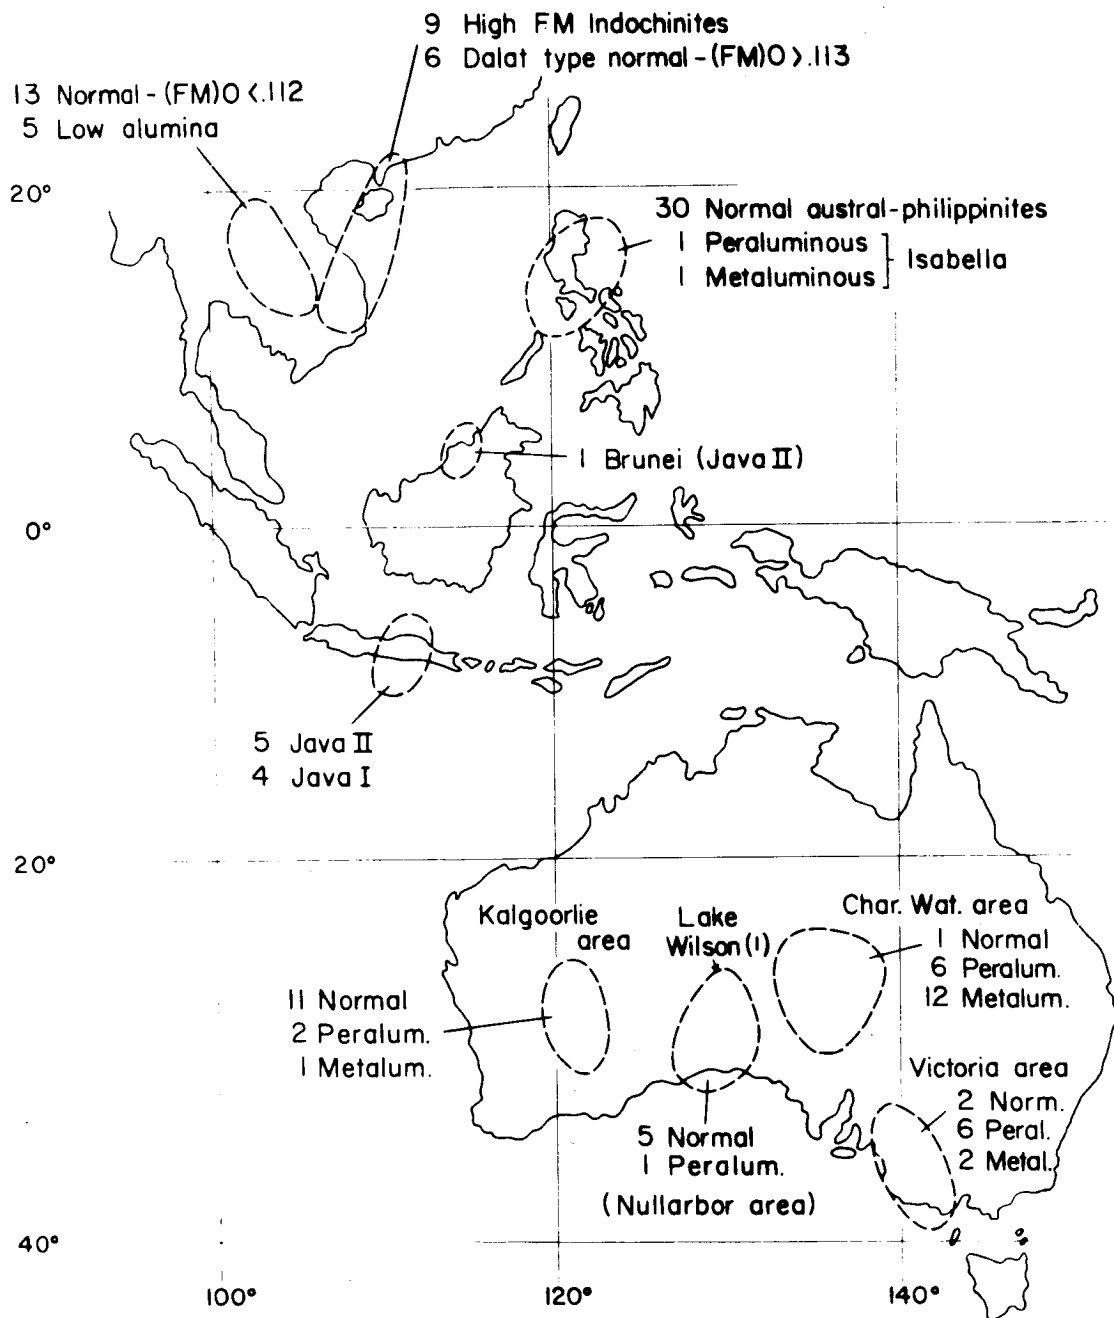 9 High FM Indochinites
6 Dalat type normal-(FM)O>.113
13 Normal-(FM)O<.112
5 Low alumina
20°
30 Normal austral-philippinites
1 Peraluminous
1 Metaluminous
Isabella
1 Brunei (Java II)
0°
5 Java II
4 Java I
20°
Kalgoorlie
area
11 Normal
2 Peralum.
1 Metalum.
Lake
Wilson(1)
5 Normal
1 Peralum.
(Nullarbor area)
Char. Wat. area
1 Normal
6 Peralum.
12 Metalum.
Victoria area
2 Norm.
6 Peral.
2 Metal.
40°
100°
120°
140°